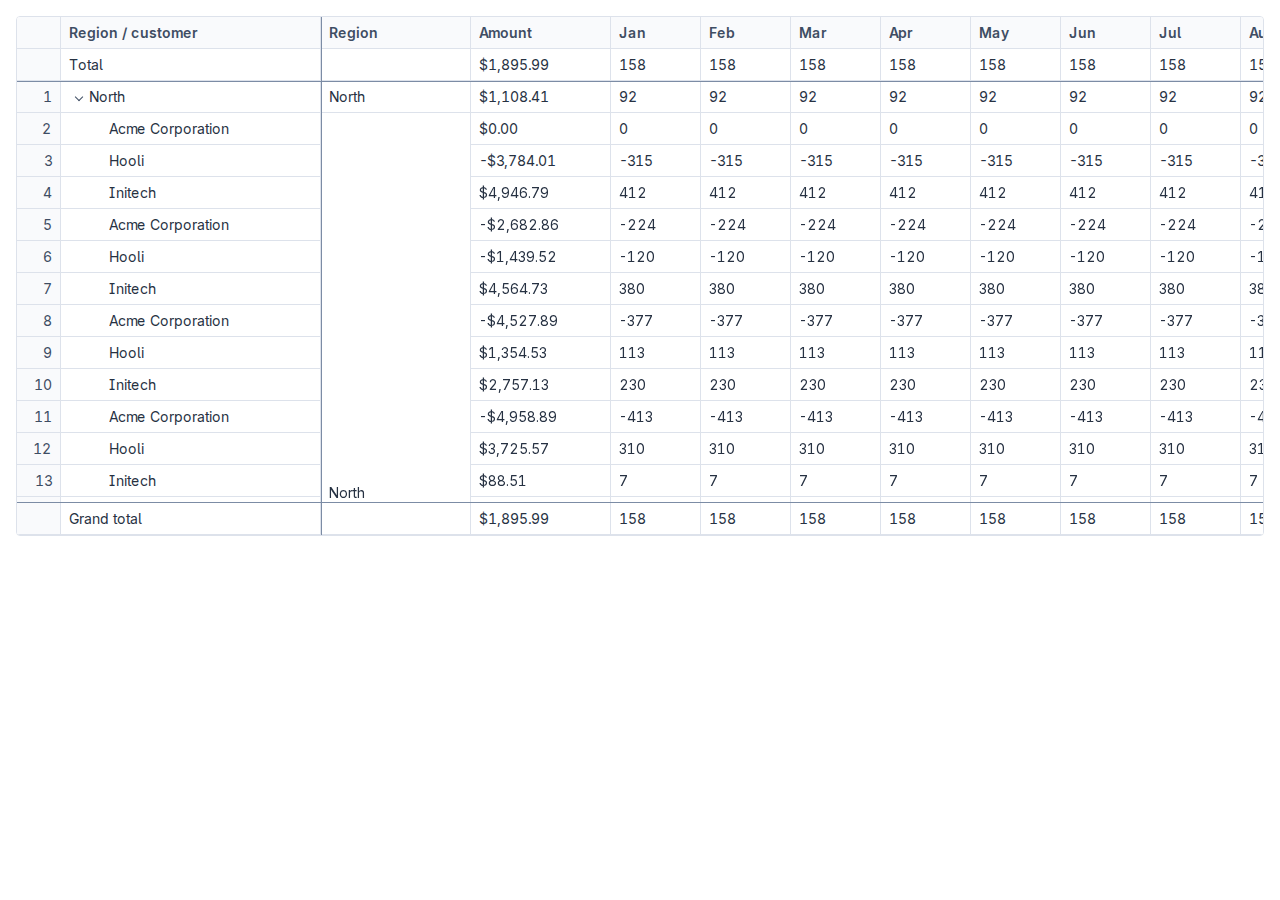 Region / customer Region Amount Jan Feb Mar Apr May Jun Jul
Total $1,895.99 158 158 158 158 158 158 158
1 North North $1,108.41 92 92 92 92 92 92 92 92
2 Acme Corporation $0.00 0 0 0 0 0 0 0 0
3 Hooli -$3,784.01 -315 -315 -315 -315 -315 -315 -315
4 Initech $4,946.79 412 412 412 412 412 412 412
5 Acme Corporation -$2,682.86 -224 -224 -224 -224 -224 -224 -224
6 Hooli -$1,439.52 -120 -120 -120 -120 -120 -120 -120
7 Initech $4,564.73 380 380 380 380 380 380 380
8 Acme Corporation -$4,527.89 -377 -377 -377 -377 -377 -377 -377
9 Hooli $1,354.53 113 113 113 113 113 113 113
10 Initech $2,757.13 230 230 230 230 230 230 230
11 Acme Corporation -$4,958.89 -413 -413 -413 -413 -413 -413 -413
12 Hooli $3,725.57 310 310 310 310 310 310 310
13 Initech $88.51 7 7 7 7 7 7 7 7
North
Grand total $1,895.99 158 158 158 158 158 158 158